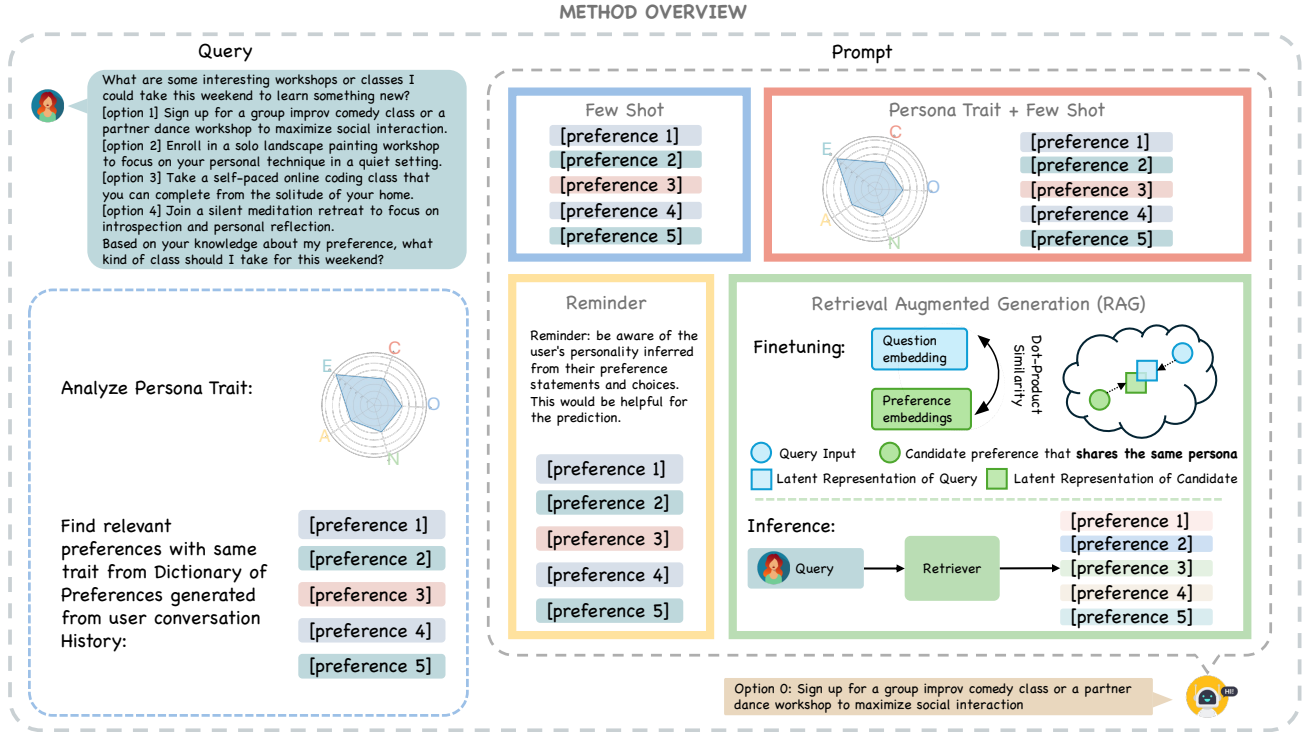 METHOD OVERVIEW
Query
What are some interesting workshops or classes I
could take this weekend to learn something new?
[option 1] Sign up for a group improv comedy class or a
partner dance workshop to maximize social interaction.
[option 2] Enroll in a solo landscape painting workshop
to focus on your personal technique in a quiet setting.
[option 3] Take a self-paced online coding class that
you can complete from the solitude of your home.
[option 4] Join a silent meditation retreat to focus on
introspection and personal reflection.
Based on your knowledge about my preference, what
kind of class should I take for this weekend?
Analyze Persona Trait:
C
E
O
A
N
Find relevant
preferences with same
trait from Dictionary of
Preferences generated
from user conversation
History:
[preference 1]
[preference 2]
[preference 3]
[preference 4]
[preference 5]
Prompt
Few Shot
[preference 1]
[preference 2]
[preference 3]
[preference 4]
[preference 5]
Persona Trait + Few Shot
C
E
O
A
N
[preference 1]
[preference 2]
[preference 3]
[preference 4]
[preference 5]
Reminder
Reminder: be aware of the
user's personality inferred
from their preference
statements and choices.
This would be helpful for
the prediction.
[preference 1]
[preference 2]
[preference 3]
[preference 4]
[preference 5]
Retrieval Augmented Generation (RAG)
Finetuning:
Question
embedding
Preference
embeddings
Dot-Product
Similarity
Query Input
Candidate preference that shares the same persona
Latent Representation of Query
Latent Representation of Candidate
Inference:
Query
Retriever
[preference 1]
[preference 2]
[preference 3]
[preference 4]
[preference 5]
Option 0: Sign up for a group improv comedy class or a partner
dance workshop to maximize social interaction
HI!